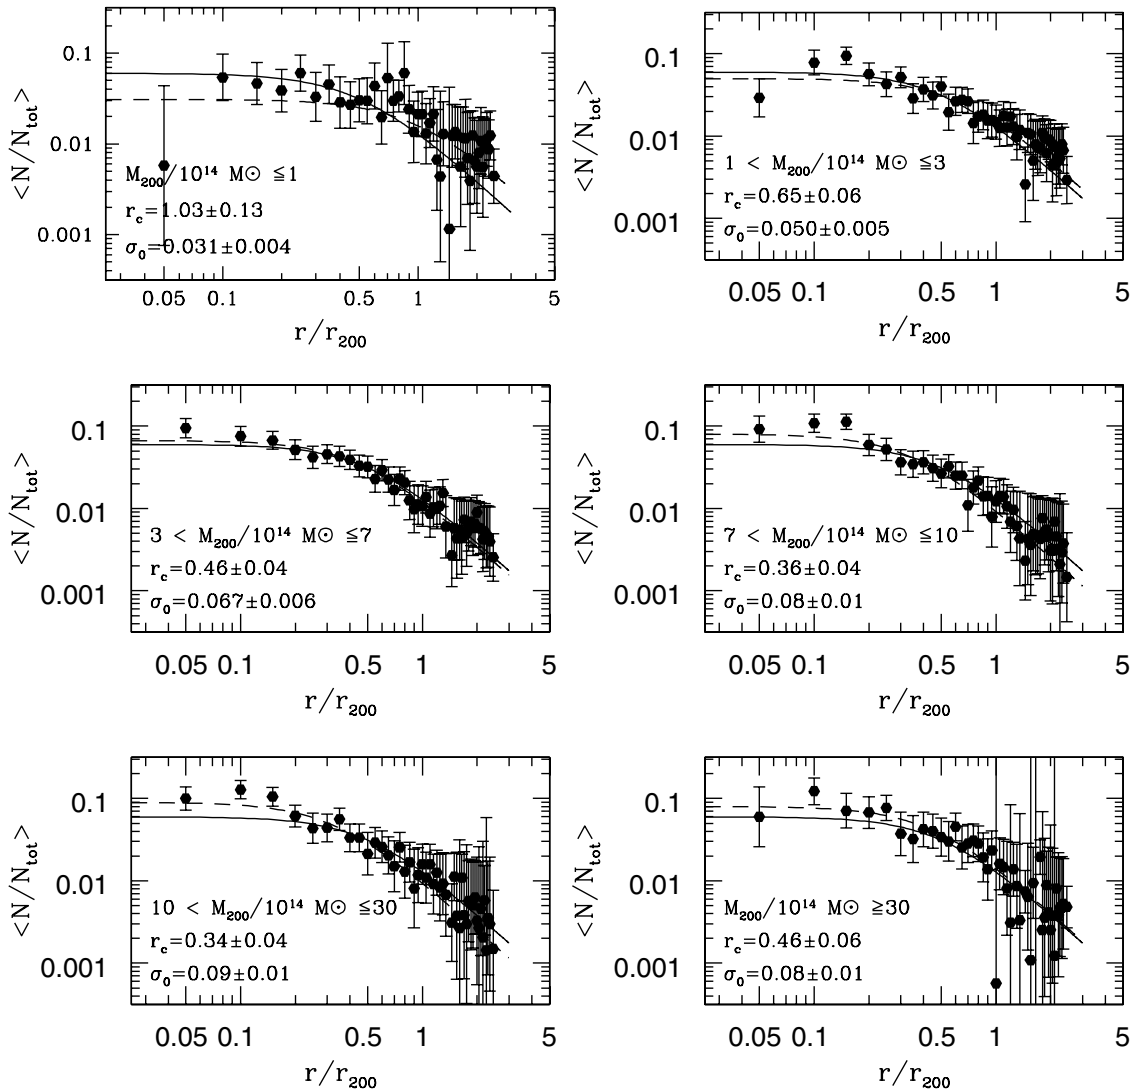 <N/N_tot>
0.1
0.01
0.001
M_200/10^14 M⊙ ≤1
r_c=1.03±0.13
σ_0=0.031±0.004
0.05 0.1 0.5 1 5
r/r_200
<N/N_tot>
0.1
0.01
0.001
1 < M_200/10^14 M⊙ ≤3
r_c=0.65±0.06
σ_0=0.050±0.005
0.05 0.1 0.5 1 5
r/r_200
<N/N_tot>
0.1
0.01
0.001
3 < M_200/10^14 M⊙ ≤7
r_c=0.46±0.04
σ_0=0.067±0.006
0.05 0.1 0.5 1 5
r/r_200
<N/N_tot>
0.1
0.01
0.001
7 < M_200/10^14 M⊙ ≤10
r_c=0.36±0.04
σ_0=0.08±0.01
0.05 0.1 0.5 1 5
r/r_200
<N/N_tot>
0.1
0.01
0.001
10 < M_200/10^14 M⊙ ≤30
r_c=0.34±0.04
σ_0=0.09±0.01
0.05 0.1 0.5 1 5
r/r_200
<N/N_tot>
0.1
0.01
0.001
M_200/10^14 M⊙ ≥30
r_c=0.46±0.06
σ_0=0.08±0.01
0.05 0.1 0.5 1 5
r/r_200